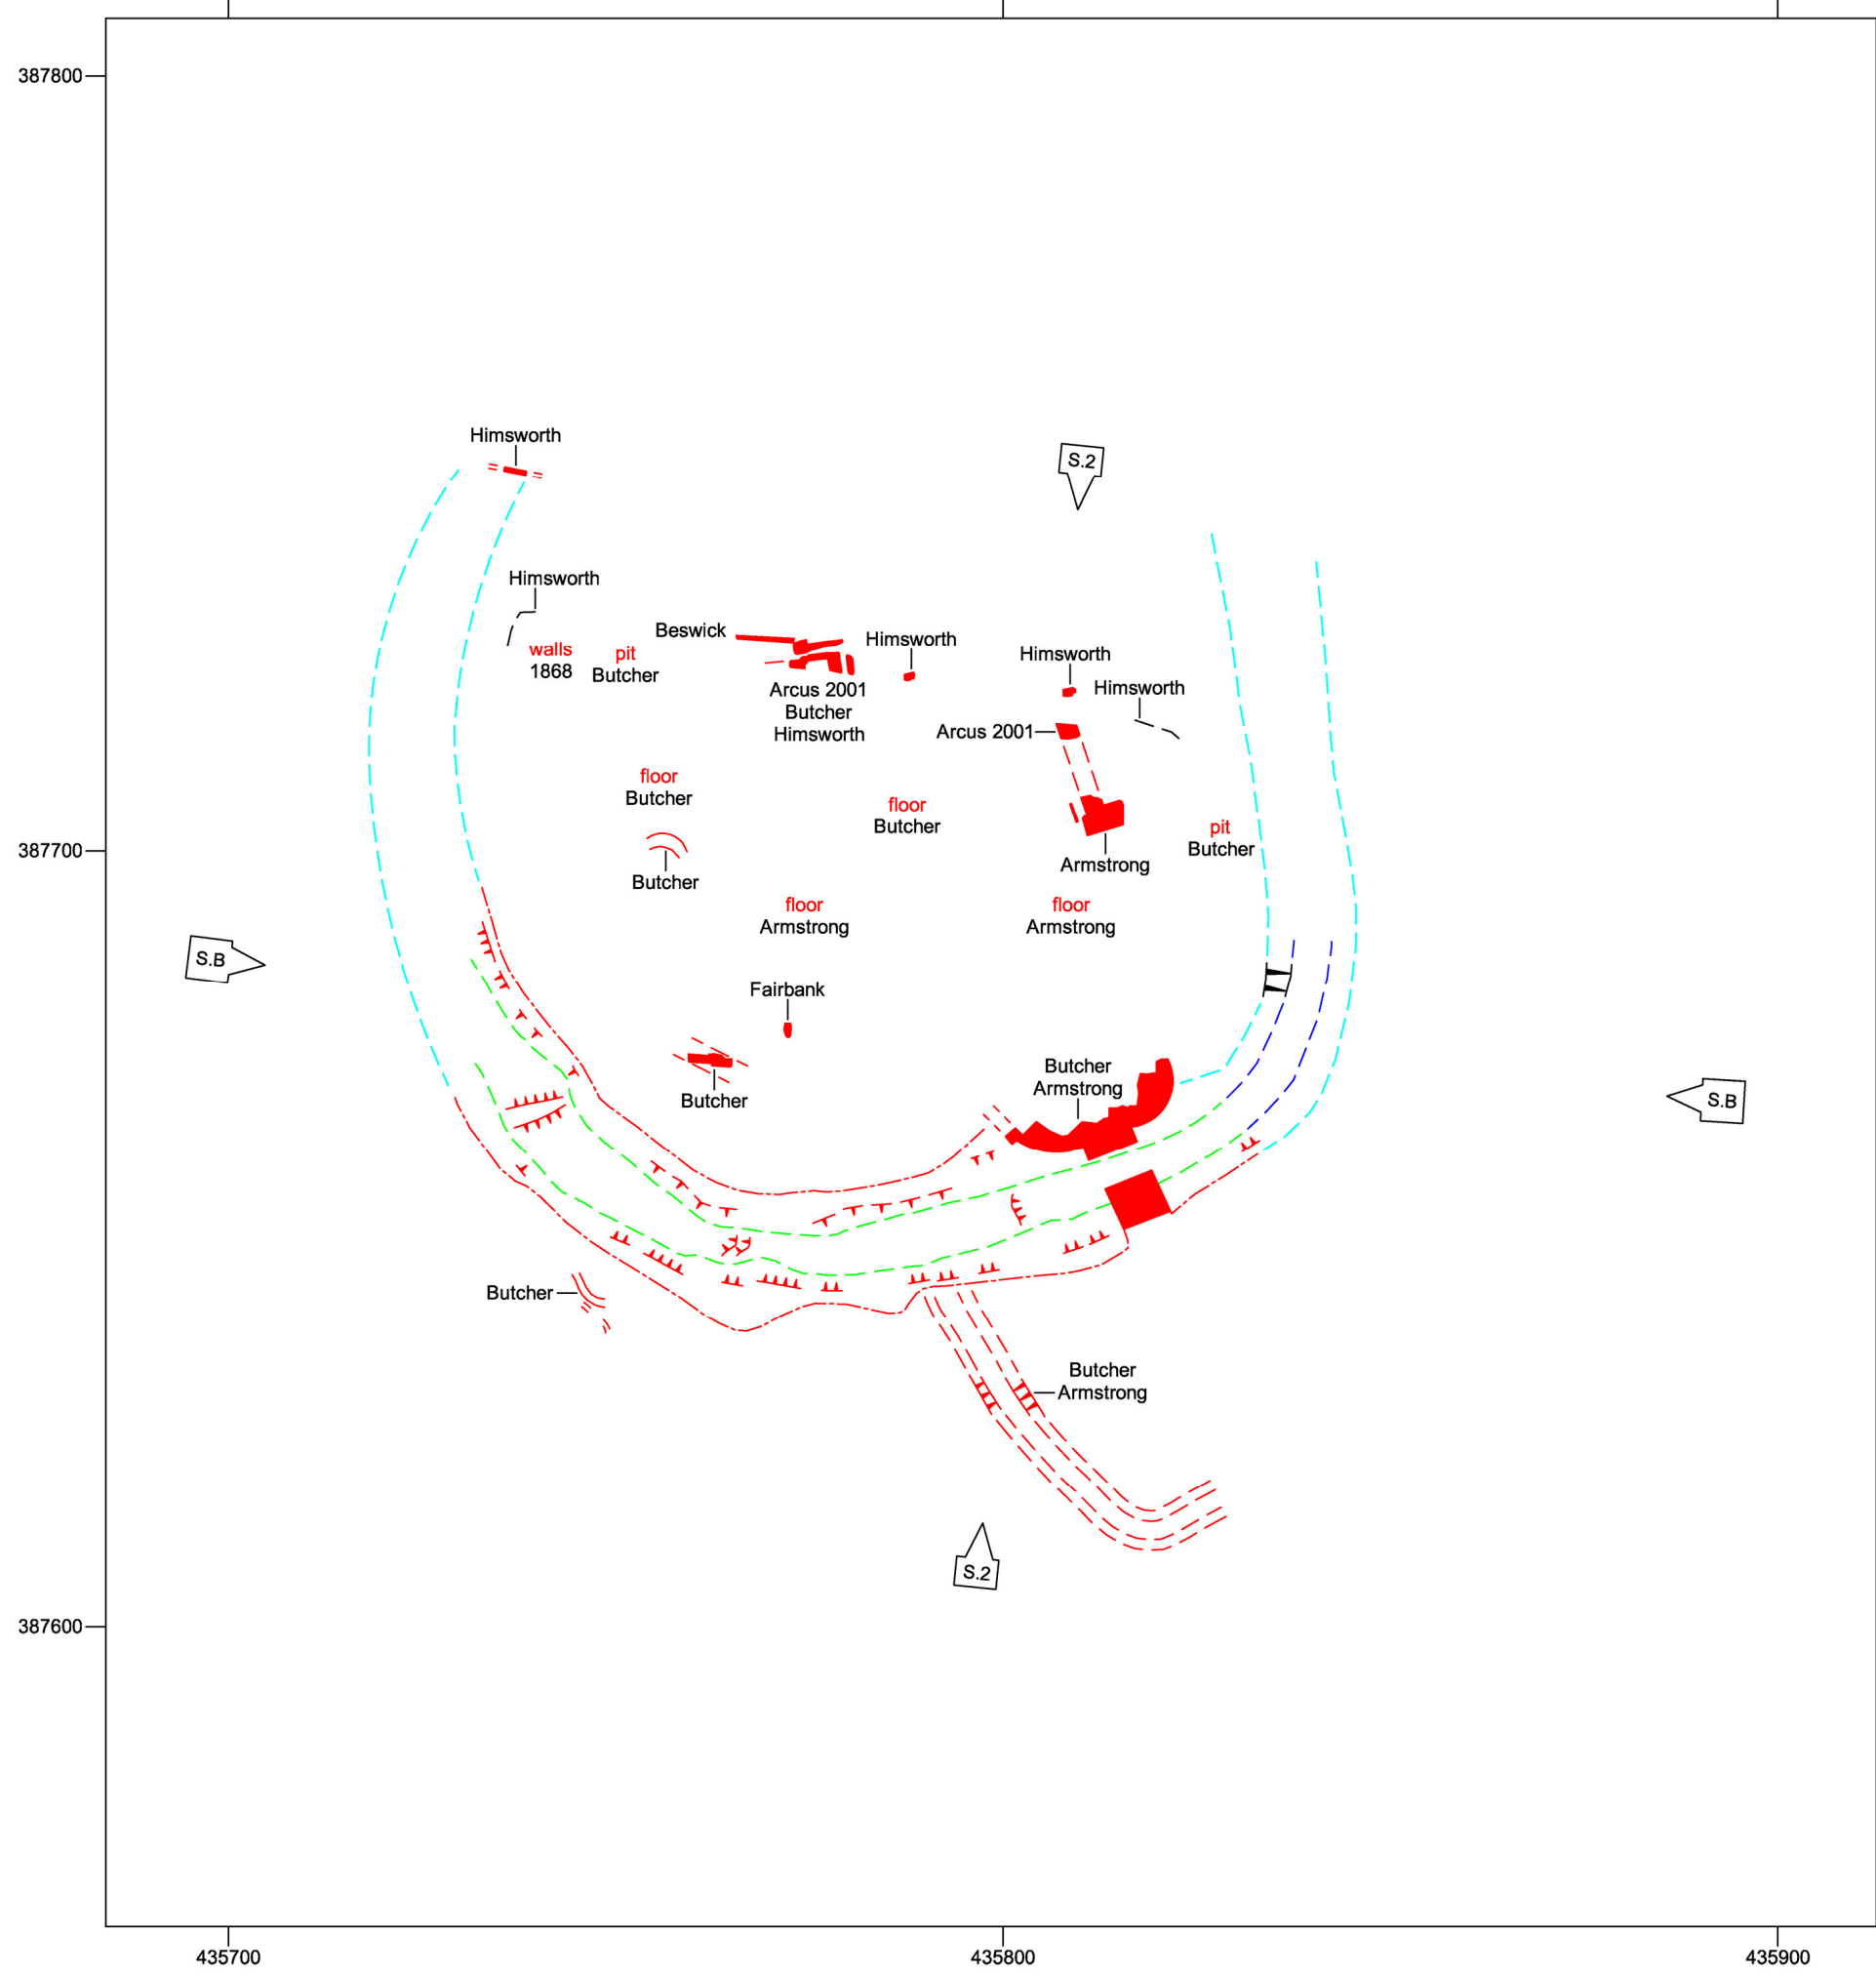 387800
Himsworth
S.2
Himsworth
Beswick
Himsworth
walls
1868
pit
Butcher
Himsworth
Himsworth
Arcus 2001
Butcher
Himsworth
Arcus 2001
floor
Butcher
floor
Butcher
pit
Butcher
387700
Armstrong
Butcher
floor
Armstrong
floor
Armstrong
S.B
Fairbank
Butcher
Armstrong
Butcher
S.B
Butcher
Butcher
Armstrong
S.2
387600
435700
435800
435900